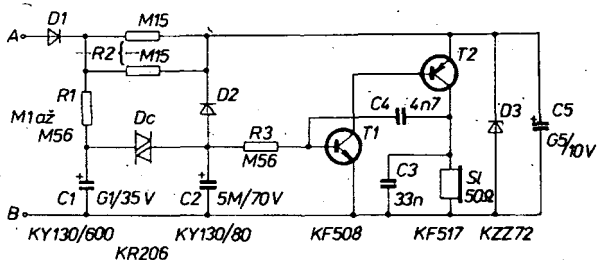 A D1 M15 T2
R2 { M15
R1 D2 C4 4n7 D3 C5
M1až M56 Dc R3 T1 G5/10V
M56 C3 Sl
C1 G1/35V C2 5M/70V 33n 50Ω
B
KY130/600 KY130/80 KF508 KF517 KZZ72
KR206